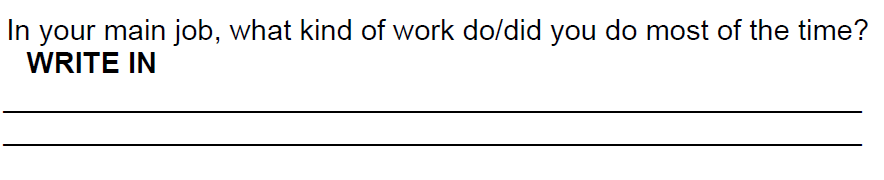 In your main job, what kind of work do/did you do most of the time?
WRITE IN